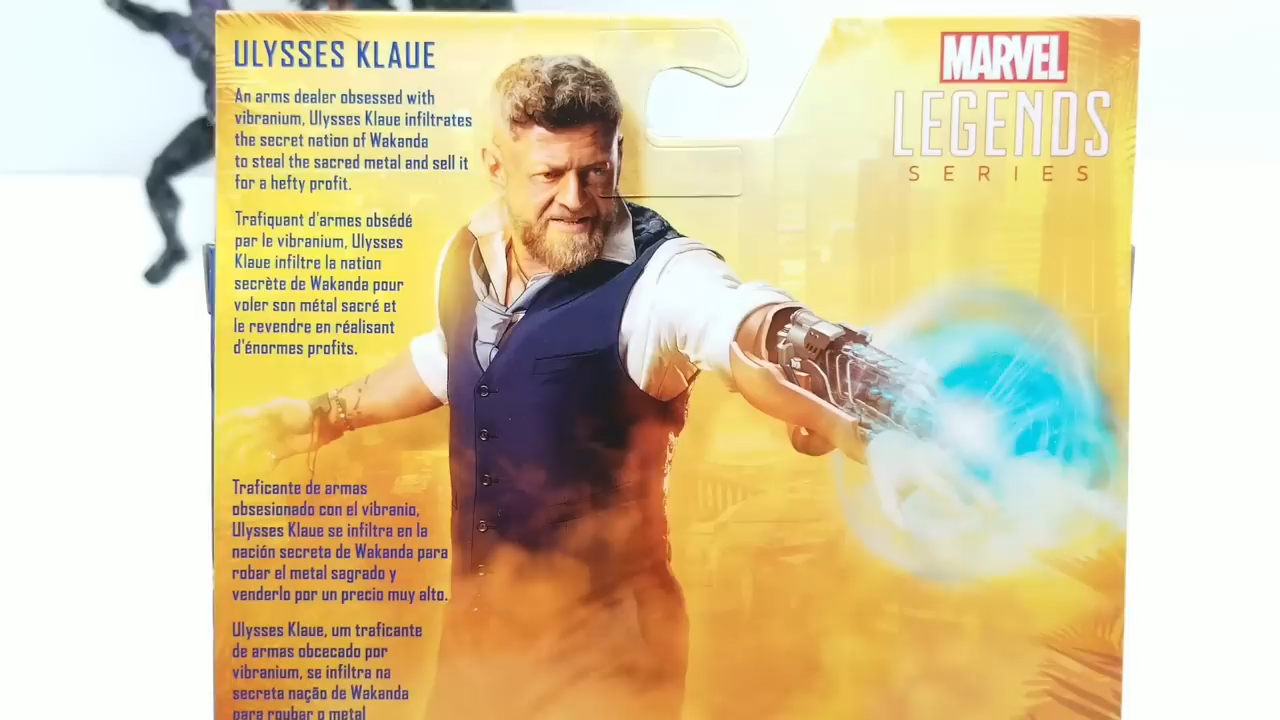 ULYSSES KLAUE
An arms dealer obsessed with
vibranium, Ulysses Klaue infiltrates
the secret nation of Wakanda
to steal the sacred metal and sell it
for a hefty profit.
Trafiquant d'armes obsédé
par le vibranium, Ulysses
Klaue infiltre la nation
secrète de Wakanda pour
voler son métal sacré et
le revendre en réalisant
d'énormes profits.
Traficante de armas
obsesionado con el vibranio,
Ulysses Klaue se infiltra en la
nación secreta de Wakanda para
robar el metal sagrado y
venderlo por un precio muy alto.
Ulysses Klaue, um traficante
de armas obcecado por
vibranium, se infiltra na
secreta nação de Wakanda
para roubar o metal
MARVEL
LEGENDS
SERIES